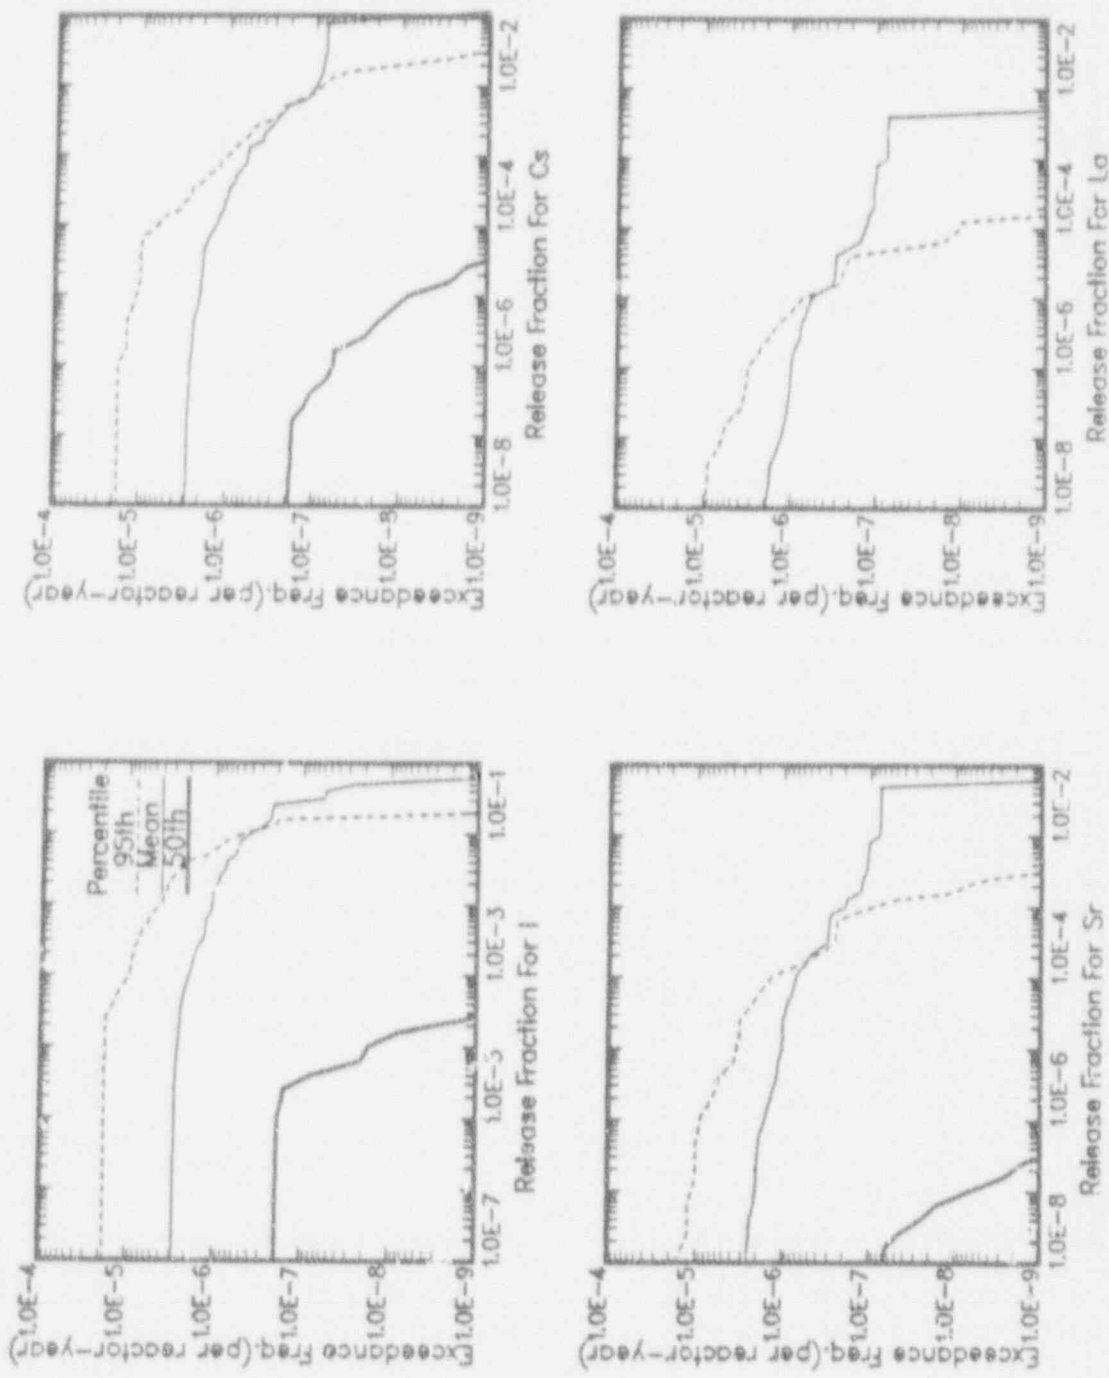 Exceedance Freq. (per reactor-year)
1.0E-4
1.0E-5
1.0E-6
1.0E-7
1.0E-8
1.0E-9
Percentile
95th
Mean
50th
1.0E-7
1.0E-5
1.0E-3
1.0E-1
Release Fraction For I
Exceedance Freq. (per reactor-year)
1.0E-4
1.0E-5
1.0E-6
1.0E-7
1.0E-8
1.0E-9
1.0E-8
1.0E-6
1.0E-4
1.0E-2
Release Fraction For Cs
Exceedance Freq. (per reactor-year)
1.0E-4
1.0E-5
1.0E-6
1.0E-7
1.0E-8
1.0E-9
1.0E-8
1.0E-6
1.0E-4
1.0E-2
Release Fraction For Sr
Exceedance Freq. (per reactor-year)
1.0E-4
1.0E-5
1.0E-6
1.0E-7
1.0E-8
1.0E-9
1.0E-8
1.0E-6
1.0E-4
1.0E-2
Release Fraction For La